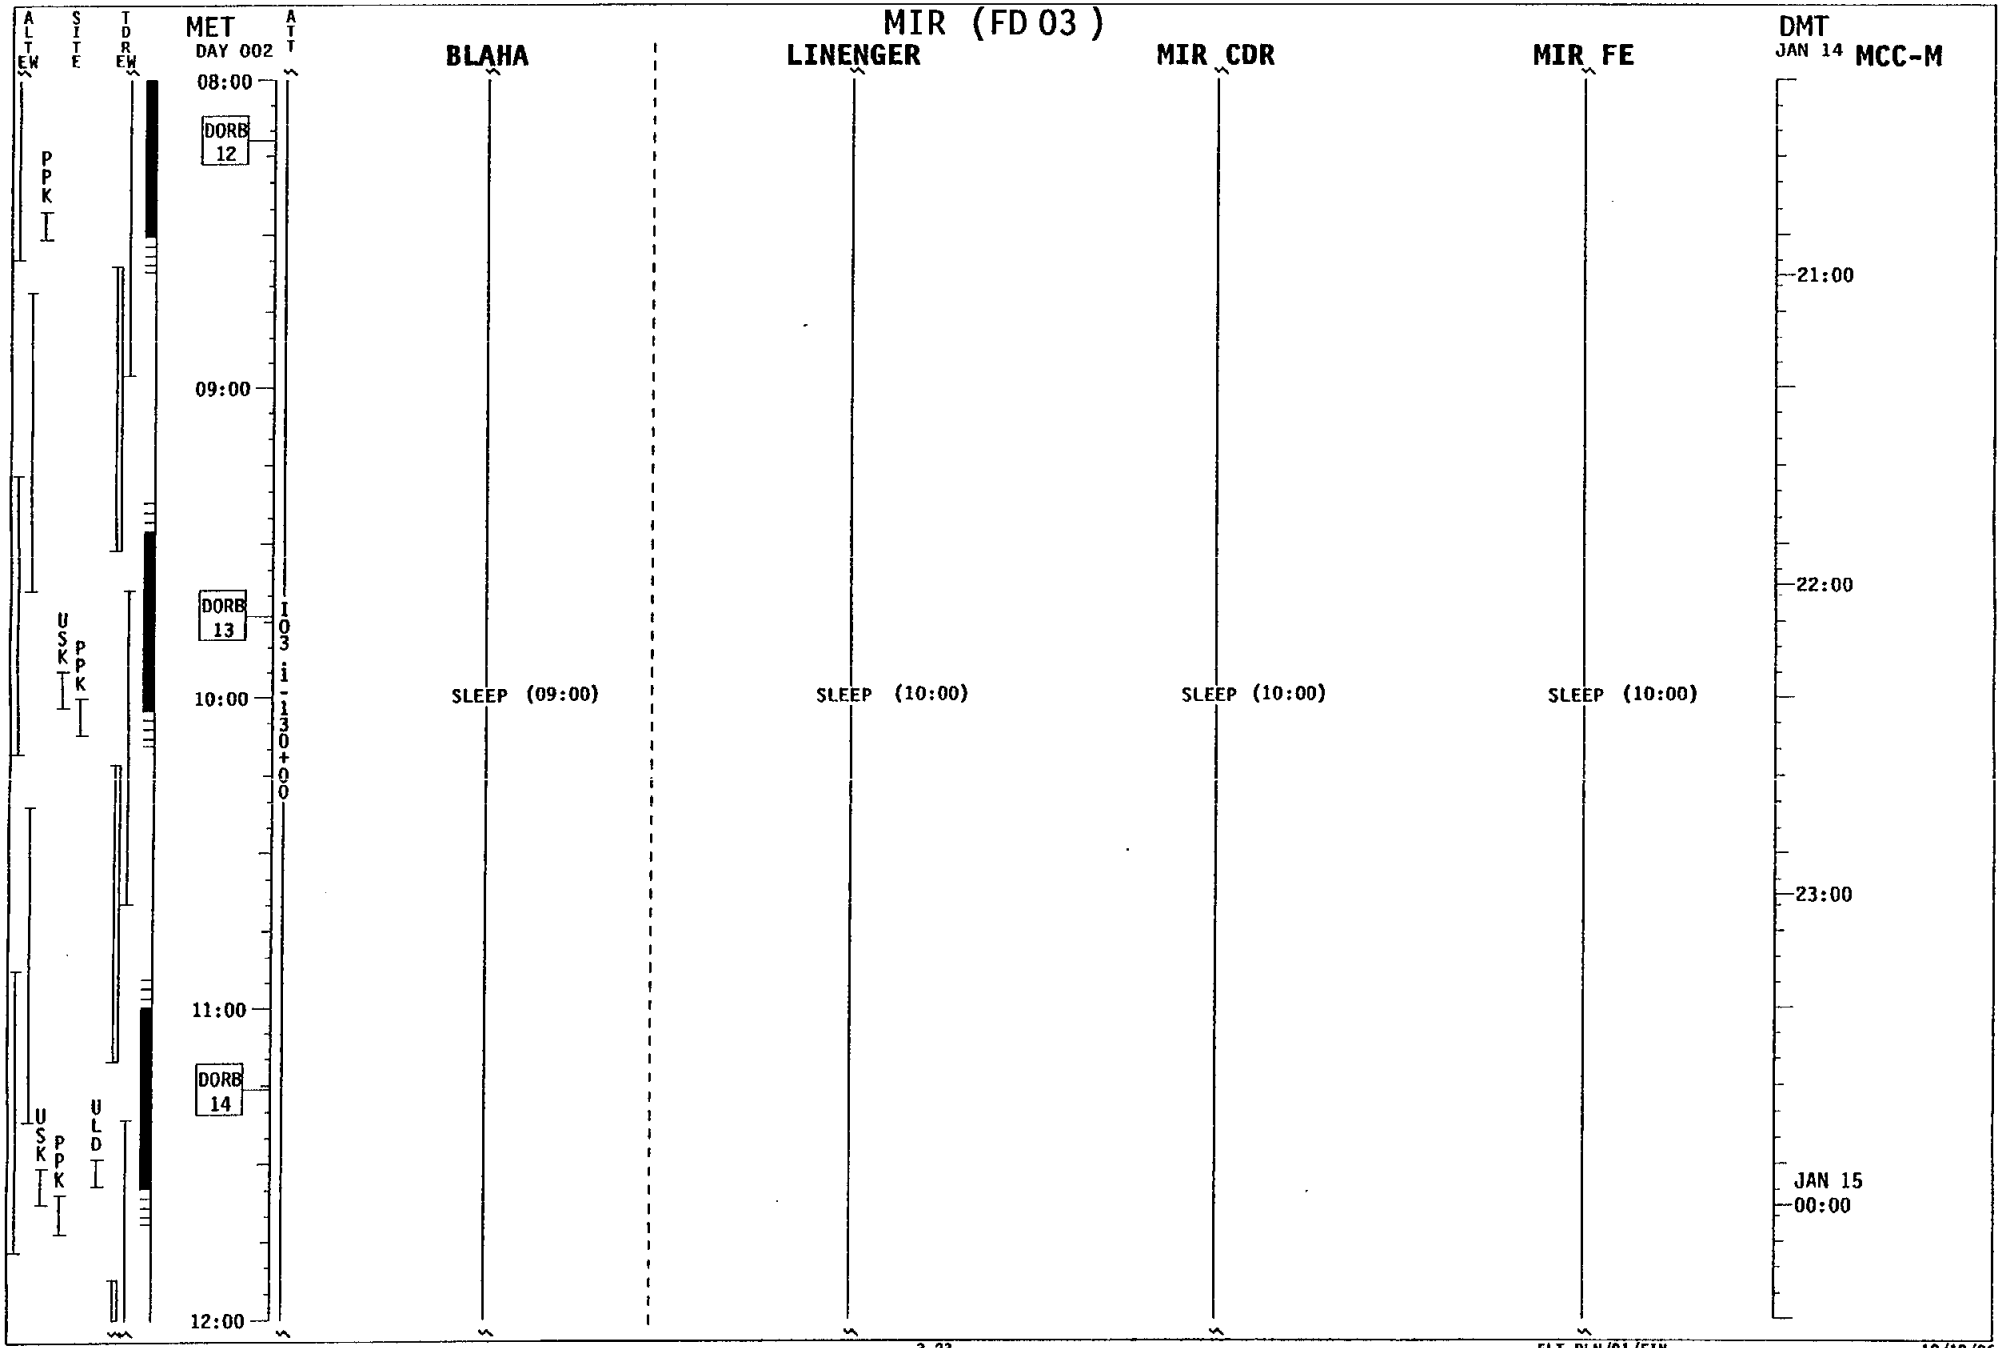 MIR (FD 03 )
ALT
EW
SITE
TDR
EW
MET
DAY 002
ATT
BLAHA
LINENGER
MIR CDR
MIR FE
DMT
JAN 14
MCC-M
08:00
DORB
12
PPK
21:00
09:00
22:00
DORB
13
USK
PPK
I03 i -130+00
10:00
SLEEP (09:00)
SLEEP (10:00)
SLEEP (10:00)
SLEEP (10:00)
23:00
11:00
DORB
14
USK
PPK
ULD
JAN 15
00:00
12:00